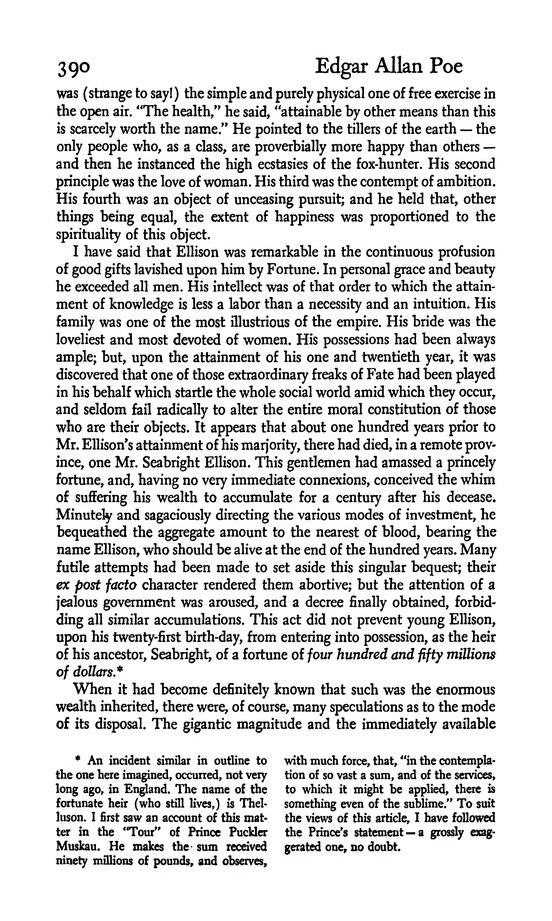 390
Edgar Allan Poe
was (strange to say!) the simple and purely physical one of free exercise in
the open air. “The health,” he said, “attainable by other means than this
is scarcely worth the name.” He pointed to the tillers of the earth — the
only people who, as a class, are proverbially more happy than others —
and then he instanced the high ecstasies of the fox-hunter. His second
principle was the love of woman. His third was the contempt of ambition.
His fourth was an object of unceasing pursuit; and he held that, other
things being equal, the extent of happiness was proportioned to the
spirituality of this object.
I have said that Ellison was remarkable in the continuous profusion
of good gifts lavished upon him by Fortune. In personal grace and beauty
he exceeded all men. His intellect was of that order to which the attain-
ment of knowledge is less a labor than a necessity and an intuition. His
family was one of the most illustrious of the empire. His bride was the
loveliest and most devoted of women. His possessions had been always
ample; but, upon the attainment of his one and twentieth year, it was
discovered that one of those extraordinary freaks of Fate had been played
in his behalf which startle the whole social world amid which they occur,
and seldom fail radically to alter the entire moral constitution of those
who are their objects. It appears that about one hundred years prior to
Mr. Ellison’s attainment of his marjority, there had died, in a remote prov-
ince, one Mr. Seabright Ellison. This gentlemen had amassed a princely
fortune, and, having no very immediate connexions, conceived the whim
of suffering his wealth to accumulate for a century after his decease.
Minutely and sagaciously directing the various modes of investment, he
bequeathed the aggregate amount to the nearest of blood, bearing the
name Ellison, who should be alive at the end of the hundred years. Many
futile attempts had been made to set aside this singular bequest; their
ex post facto character rendered them abortive; but the attention of a
jealous government was aroused, and a decree finally obtained, forbid-
ding all similar accumulations. This act did not prevent young Ellison,
upon his twenty-first birth-day, from entering into possession, as the heir
of his ancestor, Seabright, of a fortune of four hundred and fifty millions
of dollars.*
When it had become definitely known that such was the enormous
wealth inherited, there were, of course, many speculations as to the mode
of its disposal. The gigantic magnitude and the immediately available
* An incident similar in outline to
the one here imagined, occurred, not very
long ago, in England. The name of the
fortunate heir (who still lives,) is Thel-
luson. I first saw an account of this mat-
ter in the “Tour” of Prince Puckler
Muskau. He makes the sum received
ninety millions of pounds, and observes,
with much force, that, “in the contempla-
tion of so vast a sum, and of the services,
to which it might be applied, there is
something even of the sublime.” To suit
the views of this article, I have followed
the Prince’s statement — a grossly exag-
gerated one, no doubt.